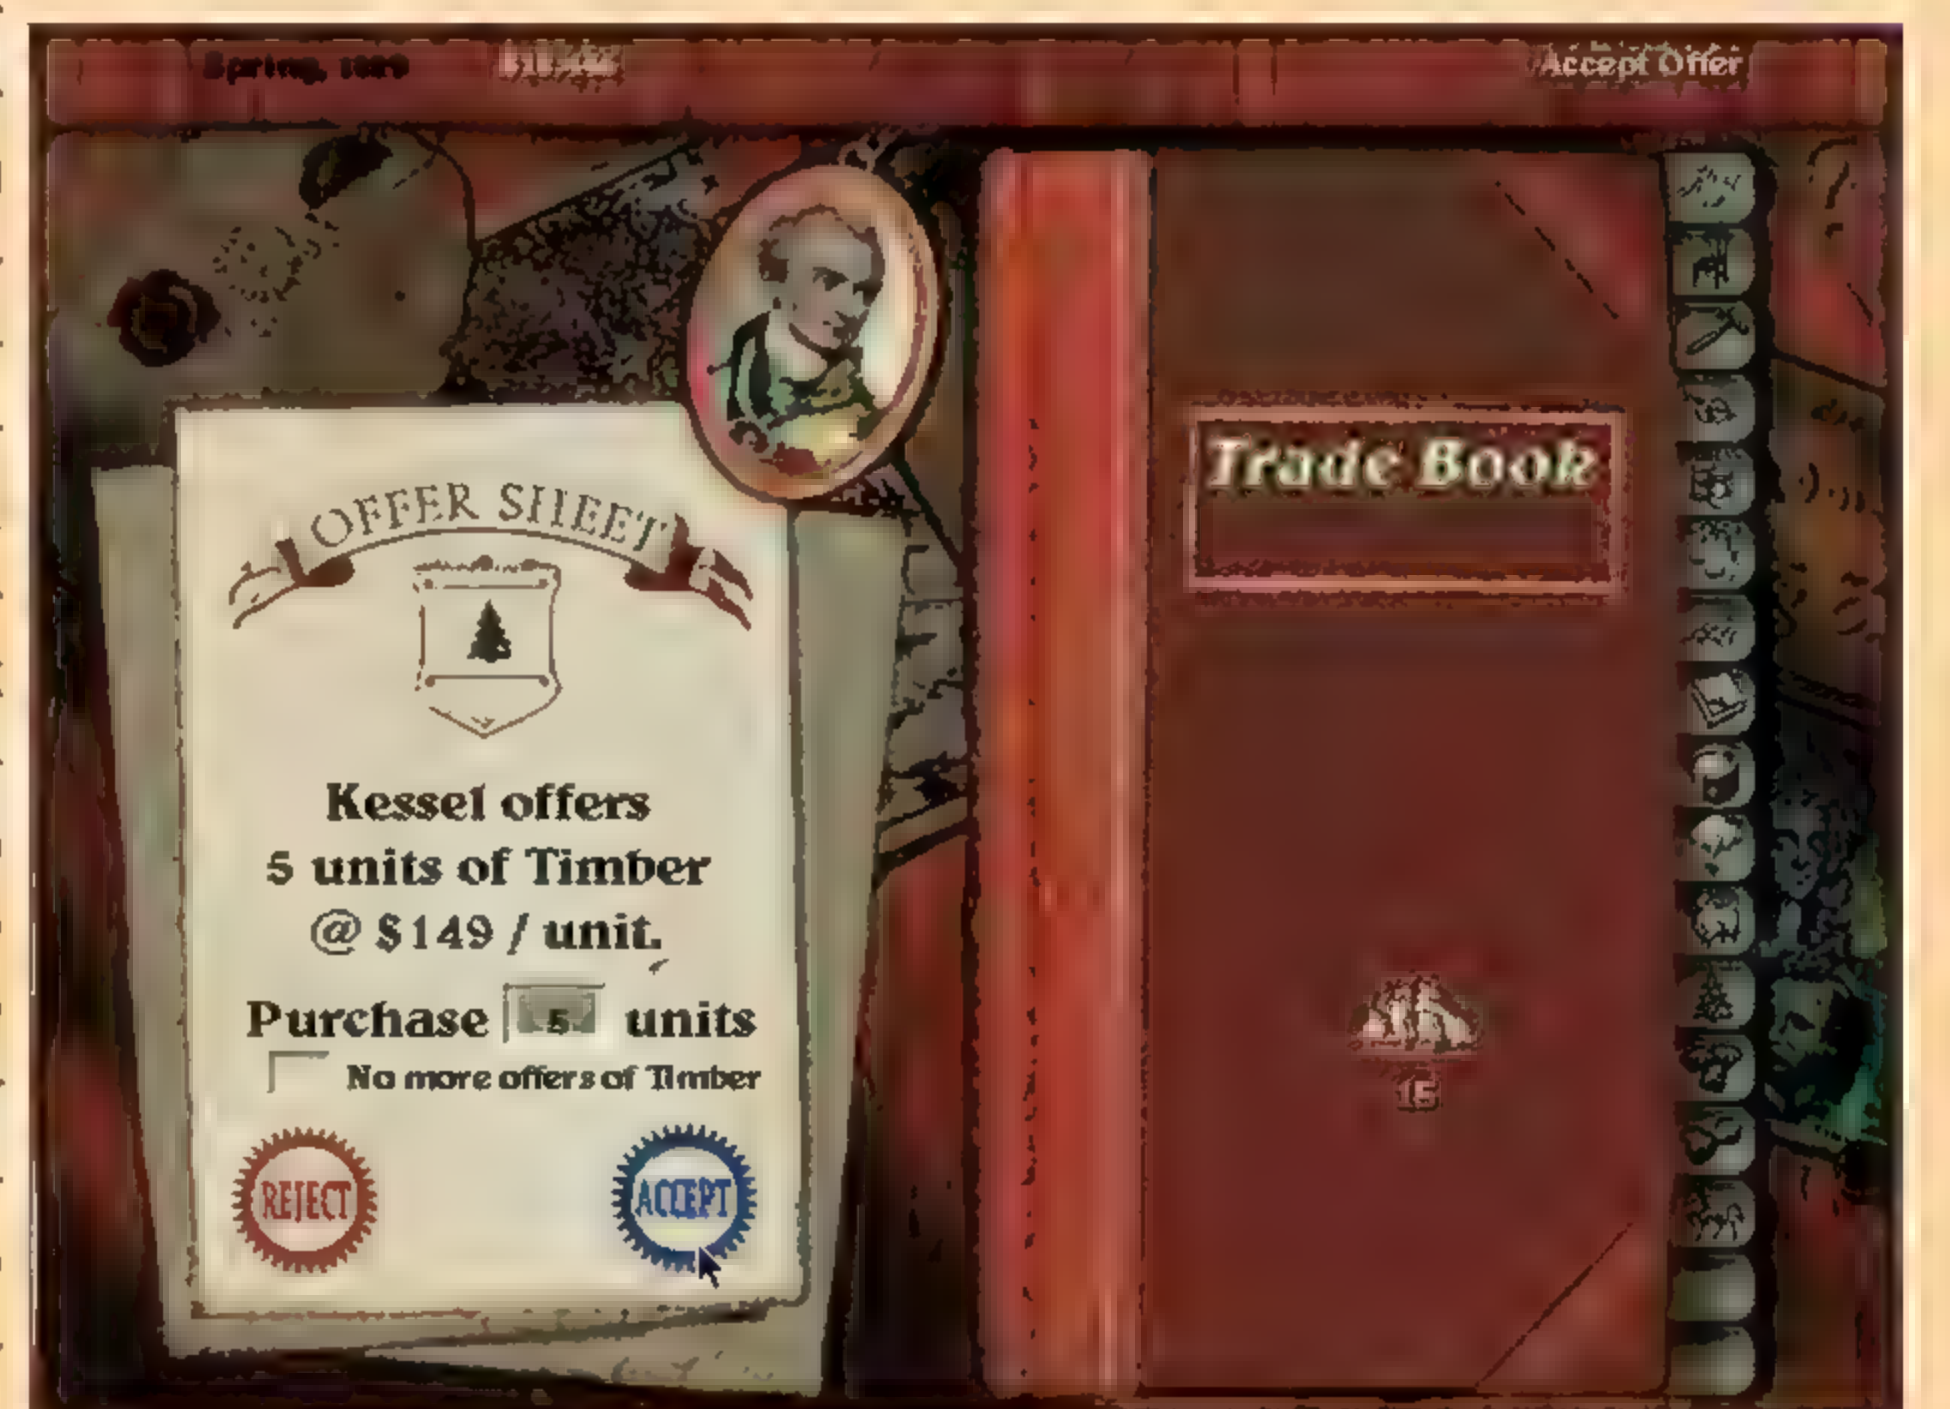 Spring,
Accept Offer
OFFER SHEET
Kessel offers
5 units of Timber
@ $149 / unit.
Purchase 5 units
No more offers of Timber
REJECT
ACCEPT
Trade Book
15